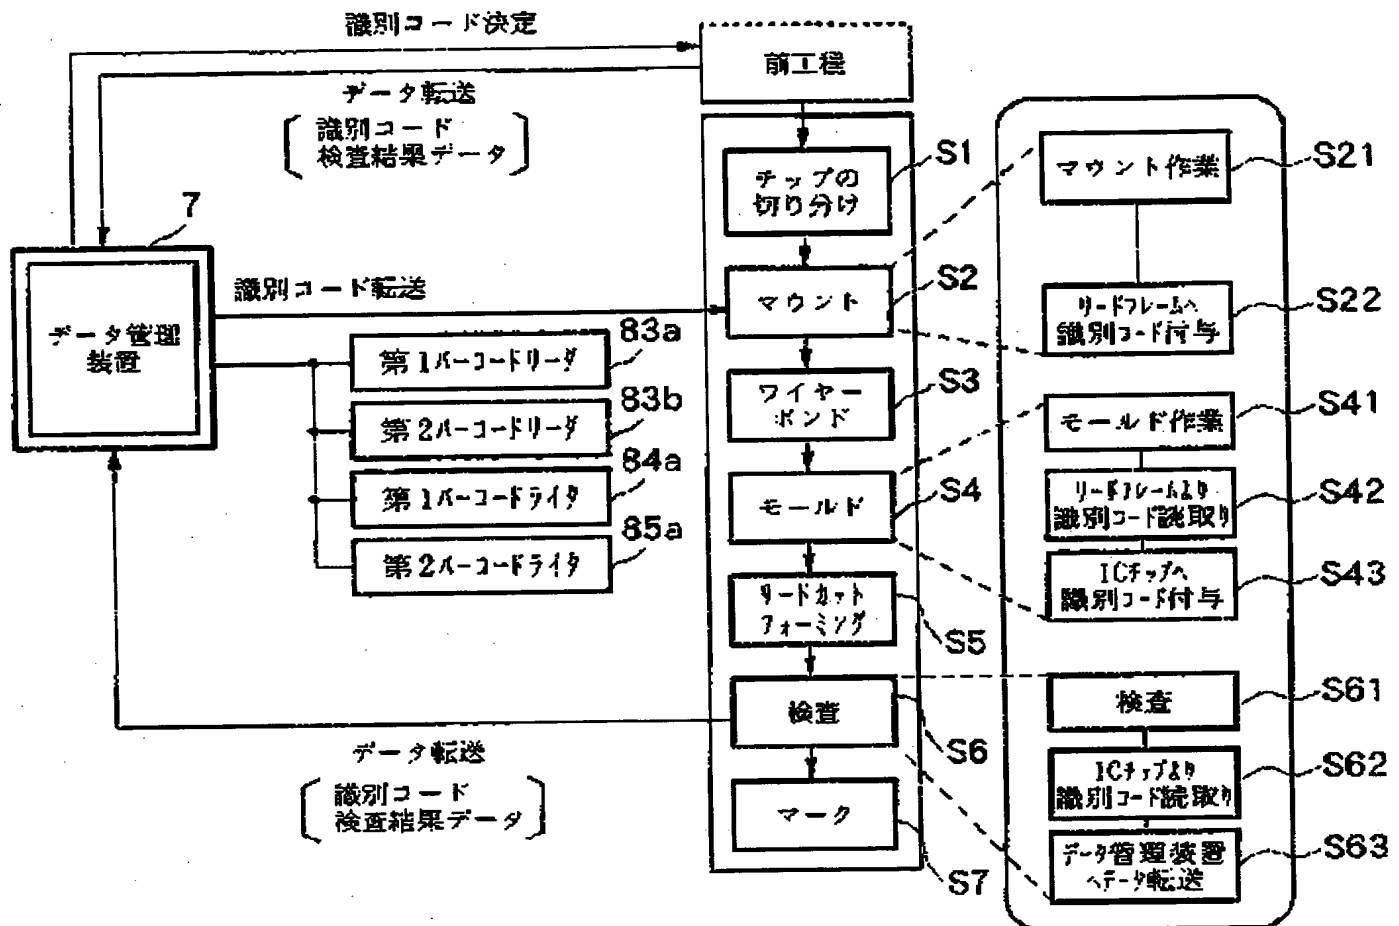 識別コード決定
前工程
データ転送
識別コード
検査結果データ
7
データ管理
装置
識別コード転送
第1バーコードリーダ
83a
第2バーコードリーダ
83b
第1バーコードライタ
84a
第2バーコードライタ
85a
チップの
切り分け
S1
マウント
S2
ワイヤー
ボンド
S3
モールド
S4
リードカット
フォーミング
S5
検査
S6
マーク
S7
データ転送
識別コード
検査結果データ
マウント作業
S21
リードフレームへ
識別コード付与
S22
モールド作業
S41
リードフレームより
識別コード読取り
S42
ICチップへ
識別コード付与
S43
検査
S61
ICチップより
識別コード読取り
S62
データ管理装置
へデータ転送
S63